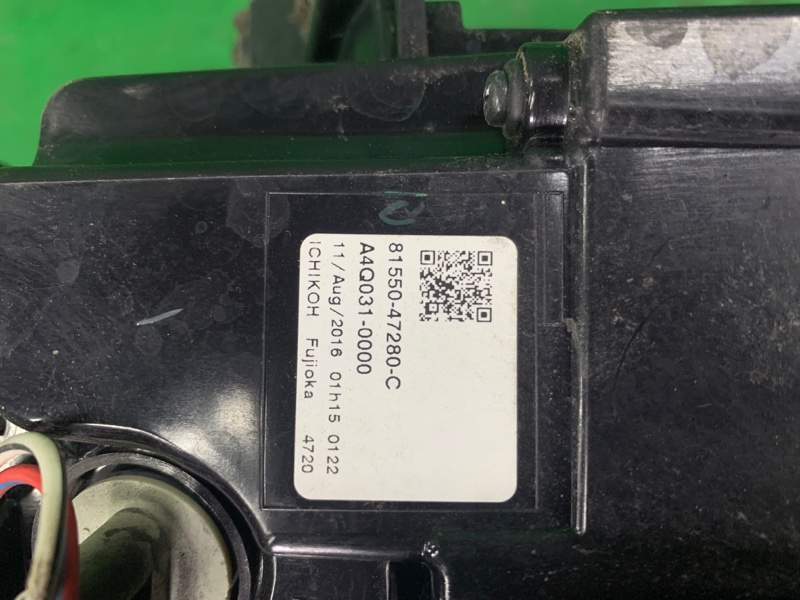 81550-47280-C
A4Q031-0000
11/Aug/2016 01h15 0122
ICHIKOH Fujioka 4720